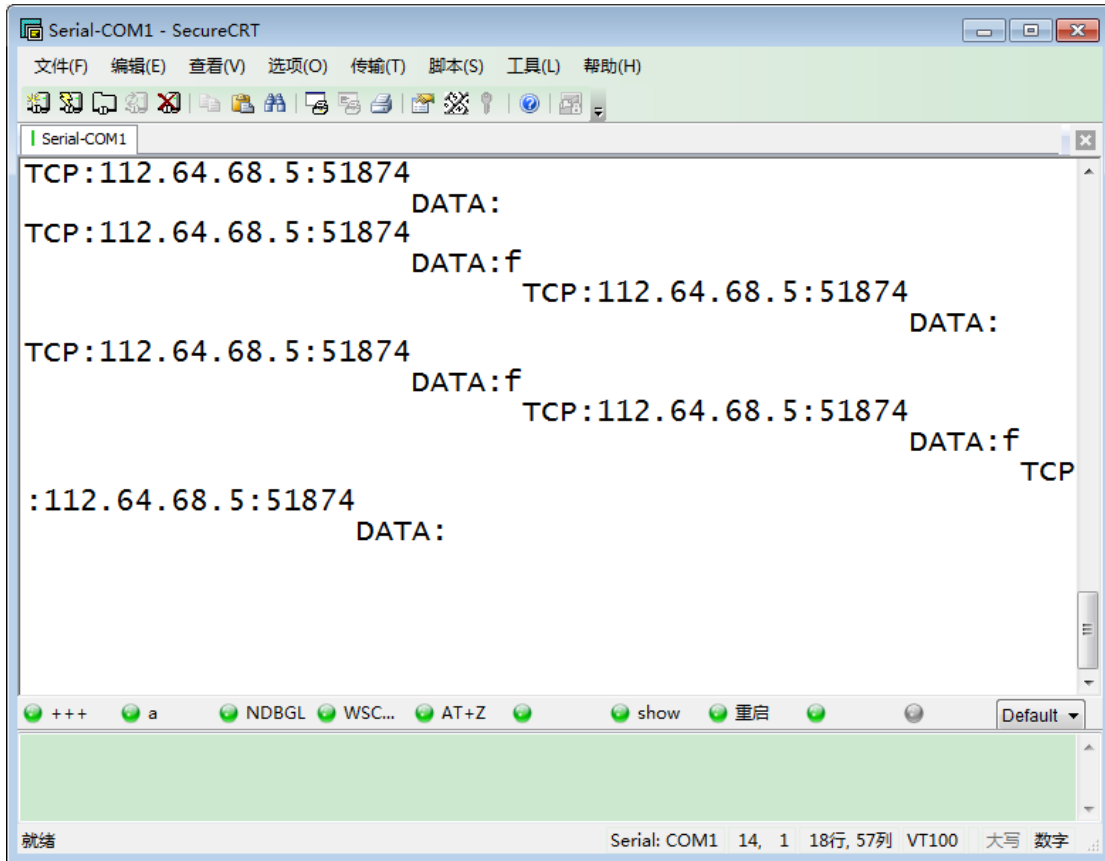 Serial-COM1 - SecureCRT
文件(F) 编辑(E) 查看(V) 选项(O) 传输(T) 脚本(S) 工具(L) 帮助(H)
Serial-COM1
TCP:112.64.68.5:51874
DATA:
TCP:112.64.68.5:51874
DATA:f
TCP:112.64.68.5:51874
DATA:
TCP:112.64.68.5:51874
DATA:f
TCP:112.64.68.5:51874
DATA:f
TCP
:112.64.68.5:51874
DATA:
+++ a NDBGL WSC... AT+Z show 重启 Default
就绪 Serial: COM1 14, 1 18行, 57列 VT100 大写 数字